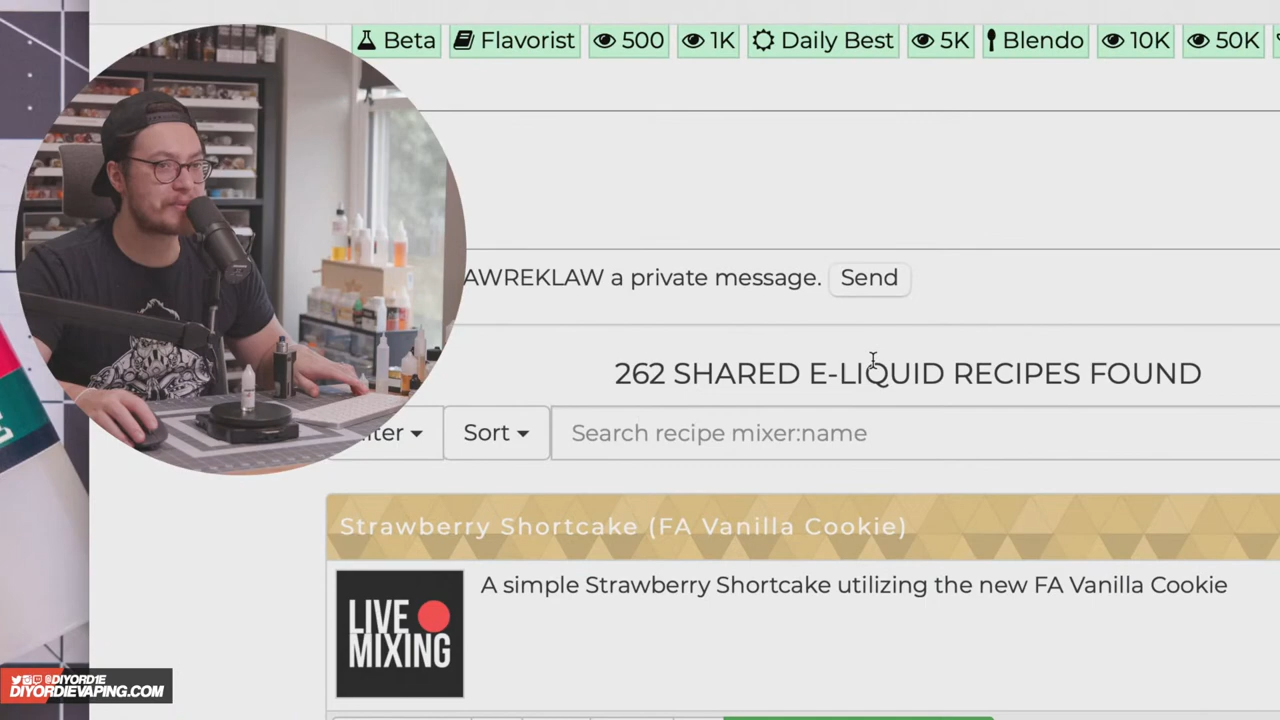 Beta Flavorist 500 1K Daily Best 5K Blendo 10K 50K
AWREKLAW a private message. Send
262 SHARED E-LIQUID RECIPES FOUND
Sort Search recipe mixer:name
Strawberry Shortcake (FA Vanilla Cookie)
A simple Strawberry Shortcake utilizing the new FA Vanilla Cookie
LIVE
MIXING
@DIYORD1E
DIYORDIEVAPING.COM